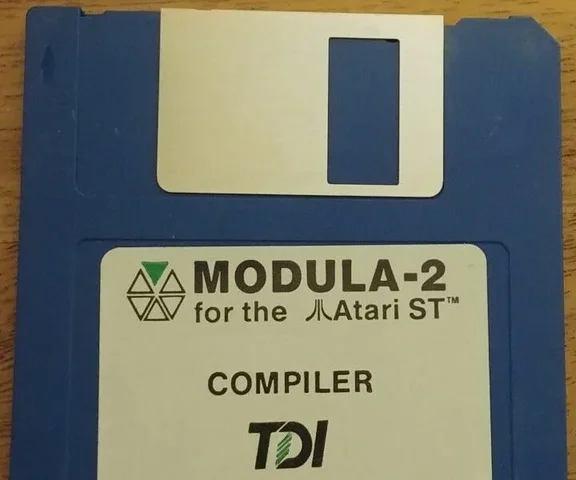 MODULA-2
for the Atari ST™
COMPILER
TDI